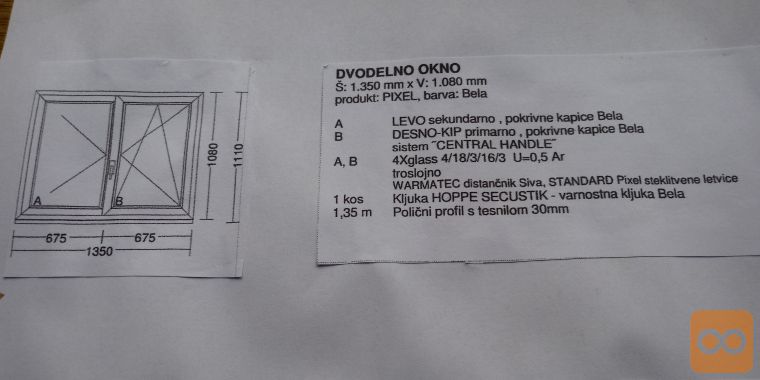 DVODELNO OKNO
Š: 1.350 mm x V: 1.080 mm
produkt: PIXEL, barva: Bela
A LEVO sekundarno , pokrivne kapice Bela
B DESNO-KIP primarno , pokrivne kapice Bela
sistem ˝CENTRAL HANDLE˝
A, B 4Xglass 4/18/3/16/3 U=0,5 Ar
troslojno
WARMATEC distančnik Siva, STANDARD Pixel steklitvene letvice
1 kos Kljuka HOPPE SECUSTIK - varnostna kljuka Bela
1,35 m Polični profil s tesnilom 30mm
A B
1080
1110
675 675
1350